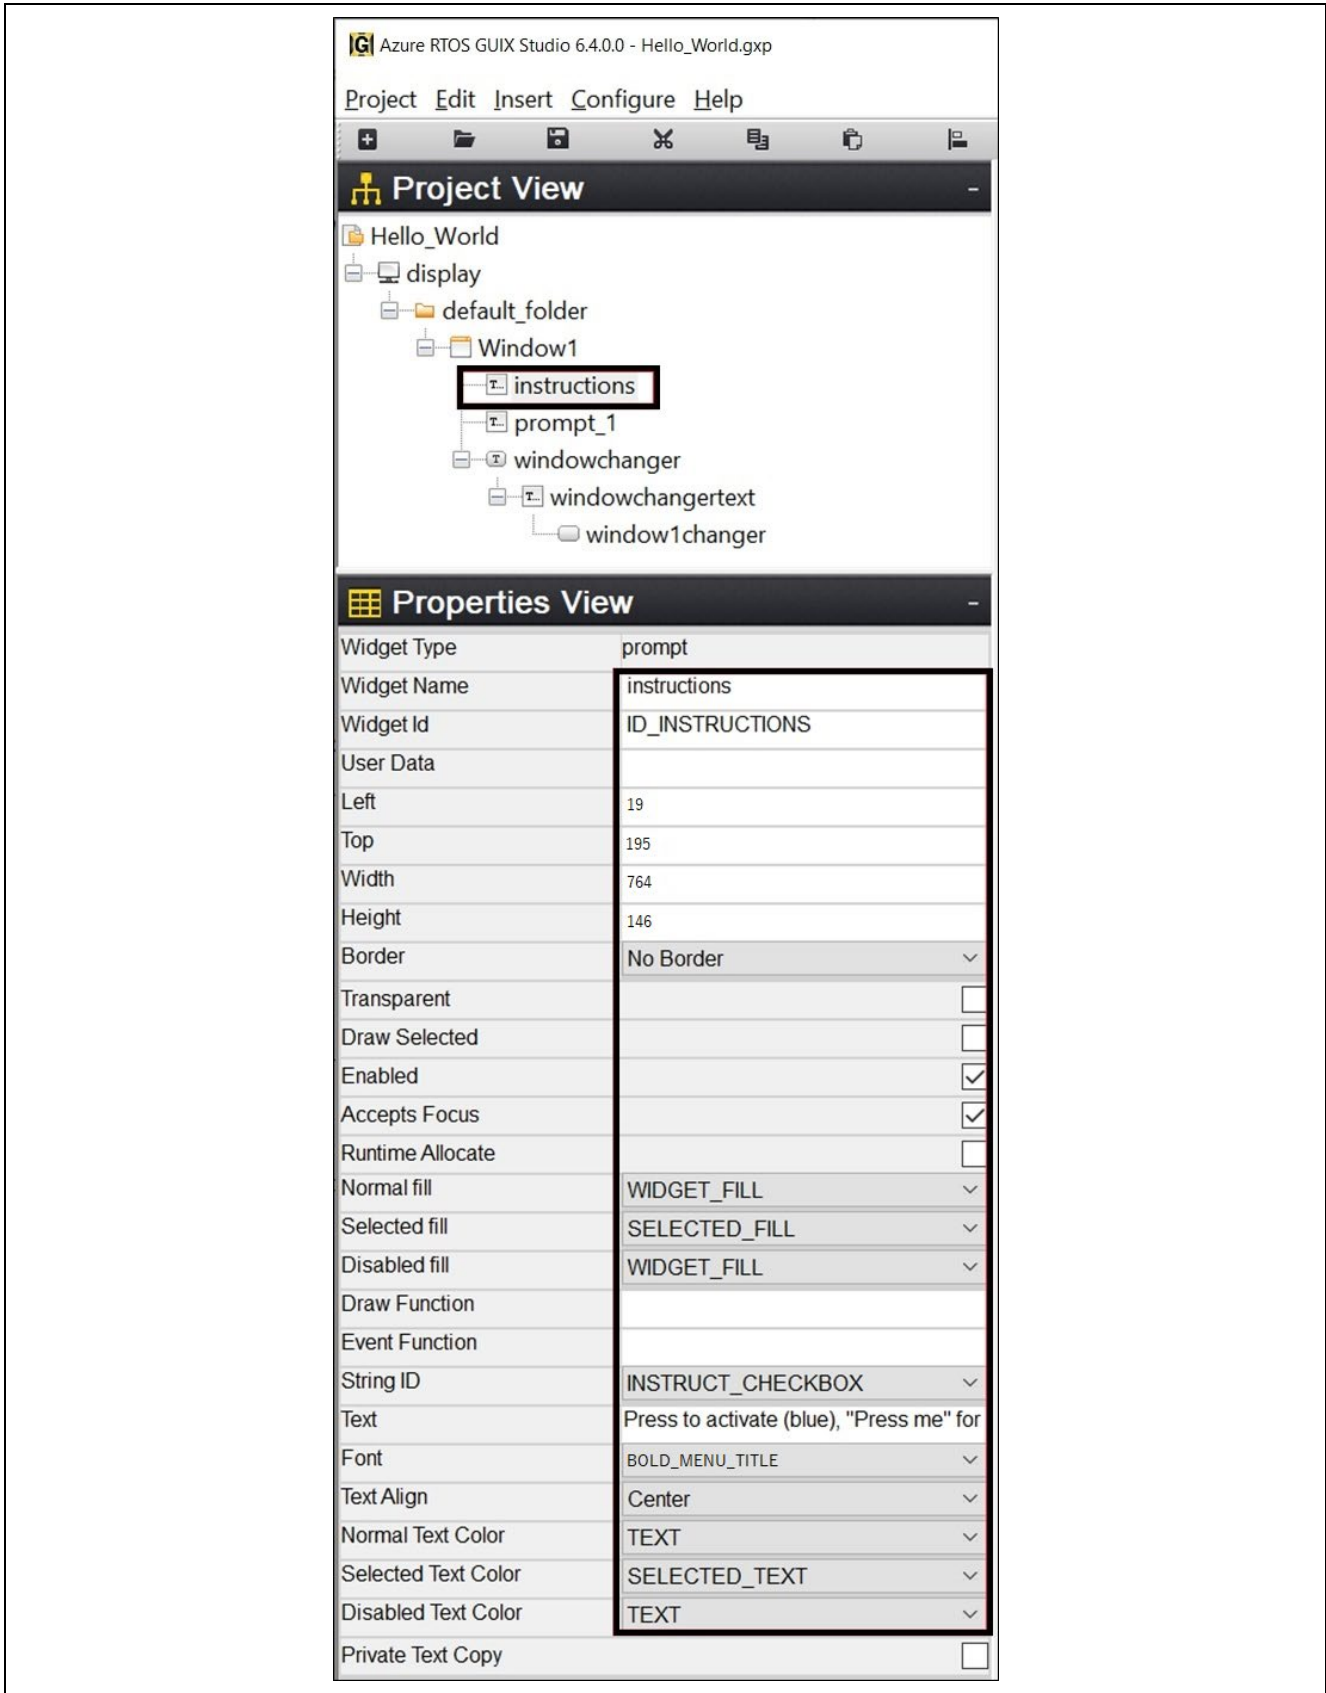 Azure RTOS GUIX Studio 6.4.0.0 - Hello_World.gxp
Project Edit Insert Configure Help
Project View
Hello_World
display
default_folder
Window1
instructions
prompt_1
windowchanger
windowchangertext
window1changer
Properties View
Widget Type prompt
Widget Name instructions
Widget Id ID_INSTRUCTIONS
User Data
Left 19
Top 195
Width 764
Height 146
Border No Border
Transparent
Draw Selected
Enabled
Accepts Focus
Runtime Allocate
Normal fill WIDGET_FILL
Selected fill SELECTED_FILL
Disabled fill WIDGET_FILL
Draw Function
Event Function
String ID INSTRUCT_CHECKBOX
Text Press to activate (blue), "Press me" for
Font BOLD_MENU_TITLE
Text Align Center
Normal Text Color TEXT
Selected Text Color SELECTED_TEXT
Disabled Text Color TEXT
Private Text Copy